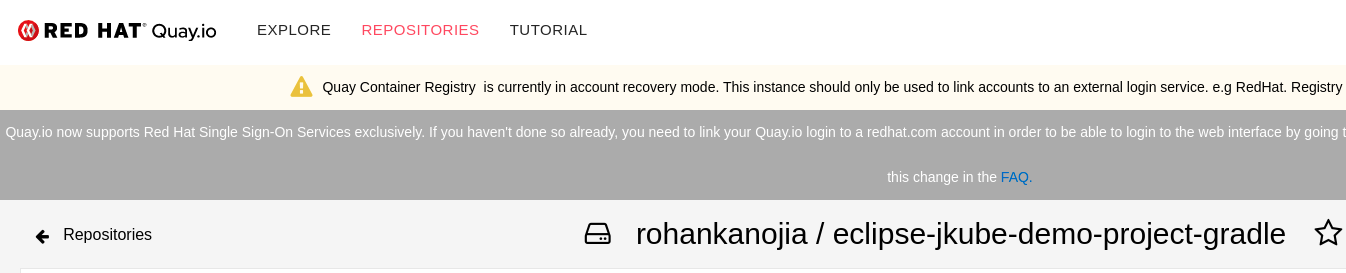 RED HAT® Quay.io EXPLORE REPOSITORIES TUTORIAL
Quay Container Registry is currently in account recovery mode. This instance should only be used to link accounts to an external login service. e.g RedHat. Registry
Quay.io now supports Red Hat Single Sign-On Services exclusively. If you haven't done so already, you need to link your Quay.io login to a redhat.com account in order to be able to login to the web interface by going t
this change in the FAQ.
Repositories rohankanojia / eclipse-jkube-demo-project-gradle